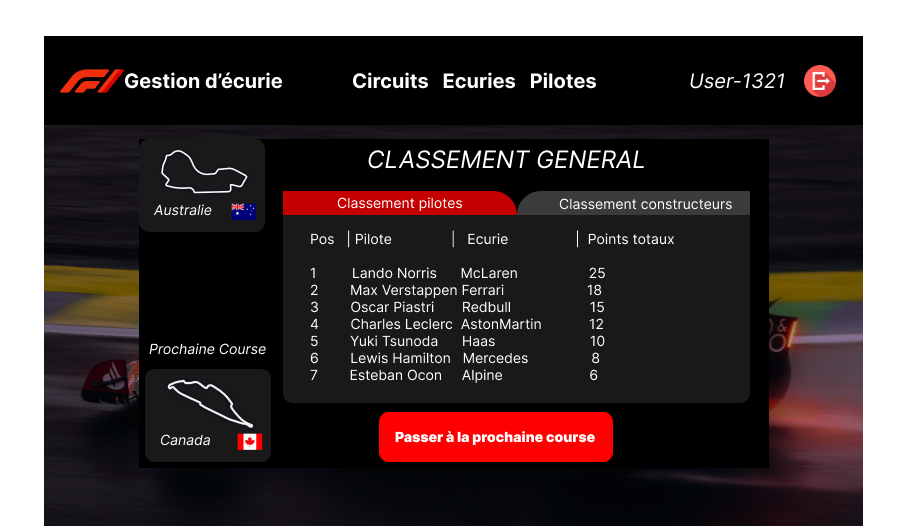 Gestion d'écurie Circuits Ecuries Pilotes User-1321
CLASSEMENT GENERAL
Australie
Classement pilotes Classement constructeurs
Pos Pilote Ecurie Points totaux
1 Lando Norris McLaren 25
2 Max Verstappen Ferrari 18
3 Oscar Piastri Redbull 15
4 Charles Leclerc AstonMartin 12
5 Yuki Tsunoda Haas 10
6 Lewis Hamilton Mercedes 8
7 Esteban Ocon Alpine 6
Prochaine Course
Canada
Passer à la prochaine course